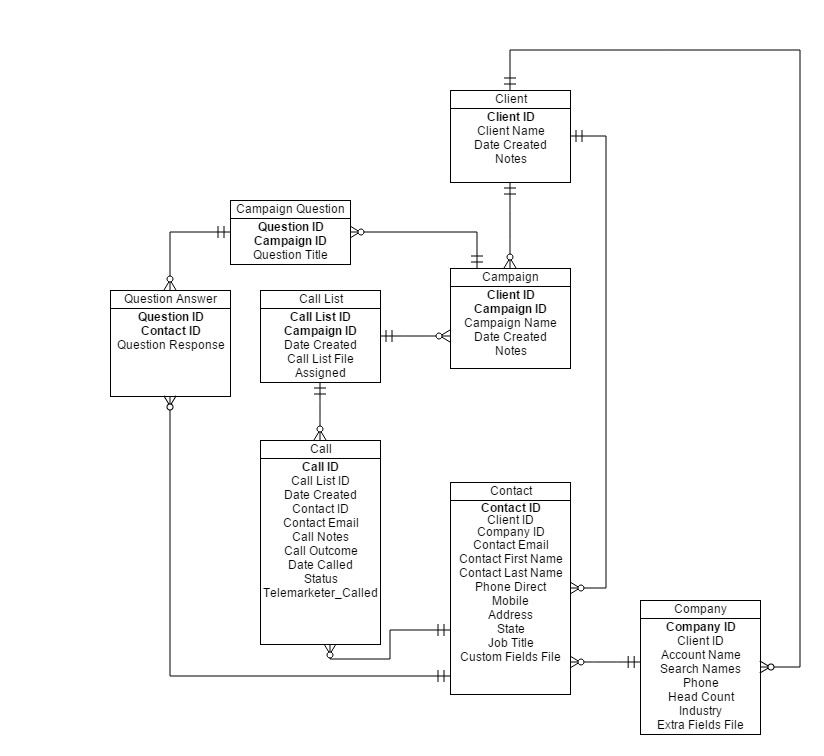 Client
Client ID
Client Name
Date Created
Notes
Campaign Question
Question ID
Campaign ID
Question Title
Campaign
Client ID
Campaign ID
Campaign Name
Date Created
Notes
Question Answer
Question ID
Contact ID
Question Response
Call List
Call List ID
Campaign ID
Date Created
Call List File
Assigned
Call
Call ID
Call List ID
Date Created
Contact ID
Contact Email
Call Notes
Call Outcome
Date Called
Status
Telemarketer_Called
Contact
Contact ID
Client ID
Company ID
Contact Email
Contact First Name
Contact Last Name
Phone Direct
Mobile
Address
State
Job Title
Custom Fields File
Company
Company ID
Client ID
Account Name
Search Names
Phone
Head Count
Industry
Extra Fields File